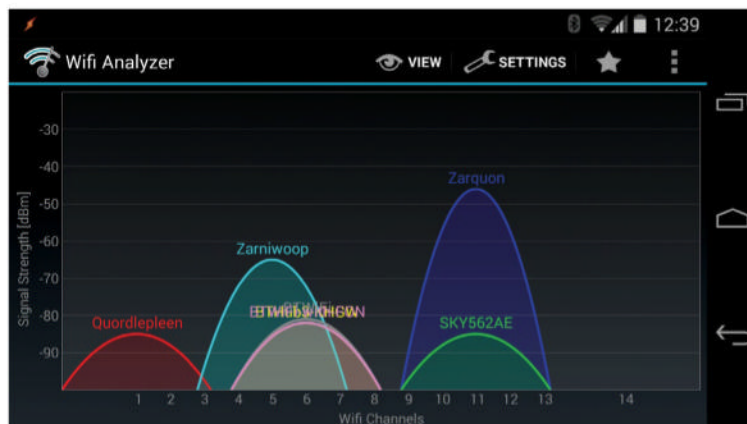 12:39
Wifi Analyzer VIEW SETTINGS
Signal Strength [dBm]
-30
-40
-50
-60
-70
-80
-90
Zarquon
Zarniwoop
Quordlepleen
SKY562AE
1 2 3 4 5 6 7 8 9 10 11 12 13 14
Wifi Channels